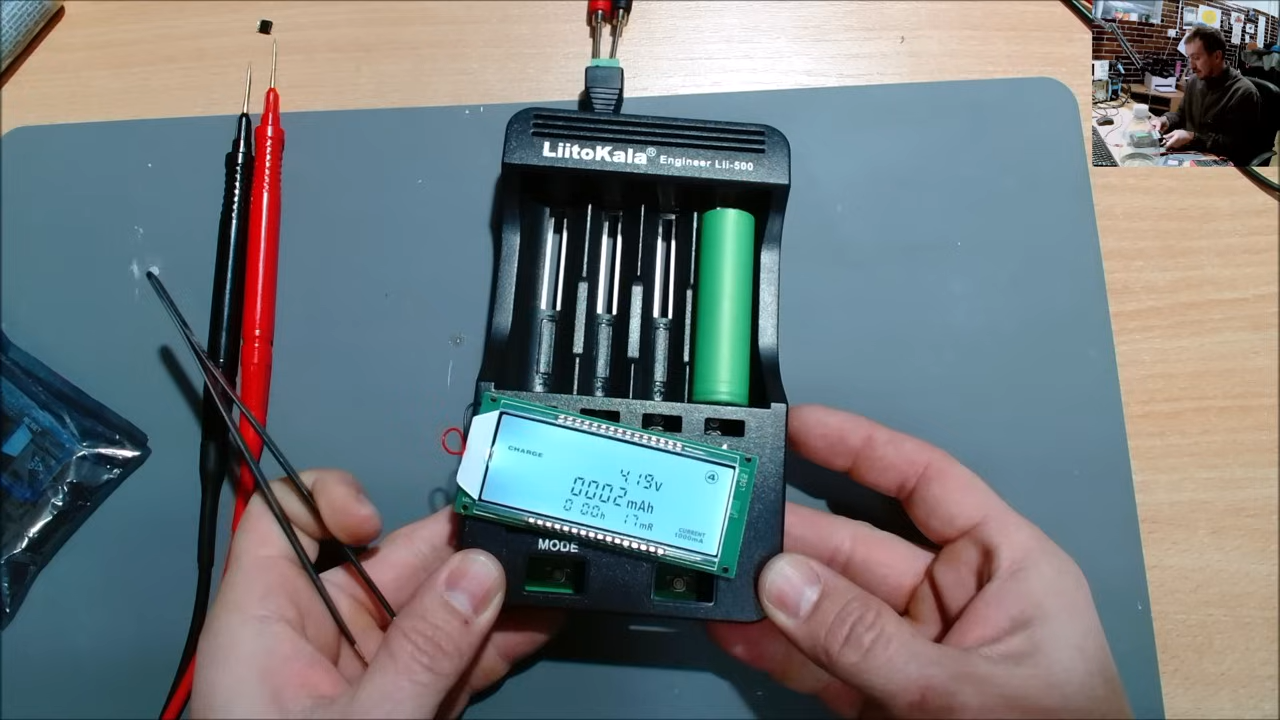 LiitoKala® Engineer Lii-500
CHARGE
4.19v
4
0002mAh
0:00h 17mR
CURRENT
1000mA
MODE